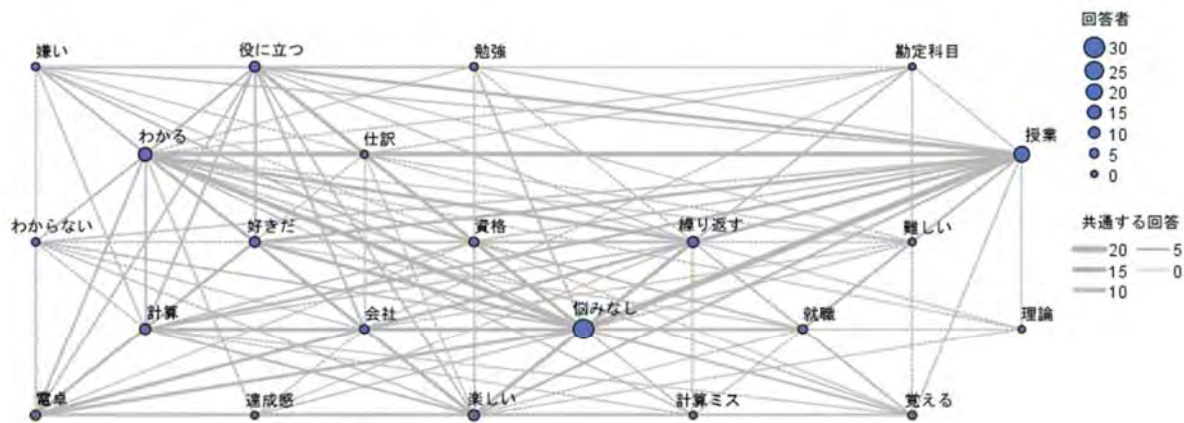 嫌い 役に立つ 勉強 勘定科目
わかる 仕訳 授業
わからない 好きだ 資格 繰り返す 難しい
計算 会社 悩みなし 就職 理論
電卓 達成感 楽しい 計算ミス 覚える
回答者
30
25
20
15
10
5
0
共通する回答
20 5
15 0
10